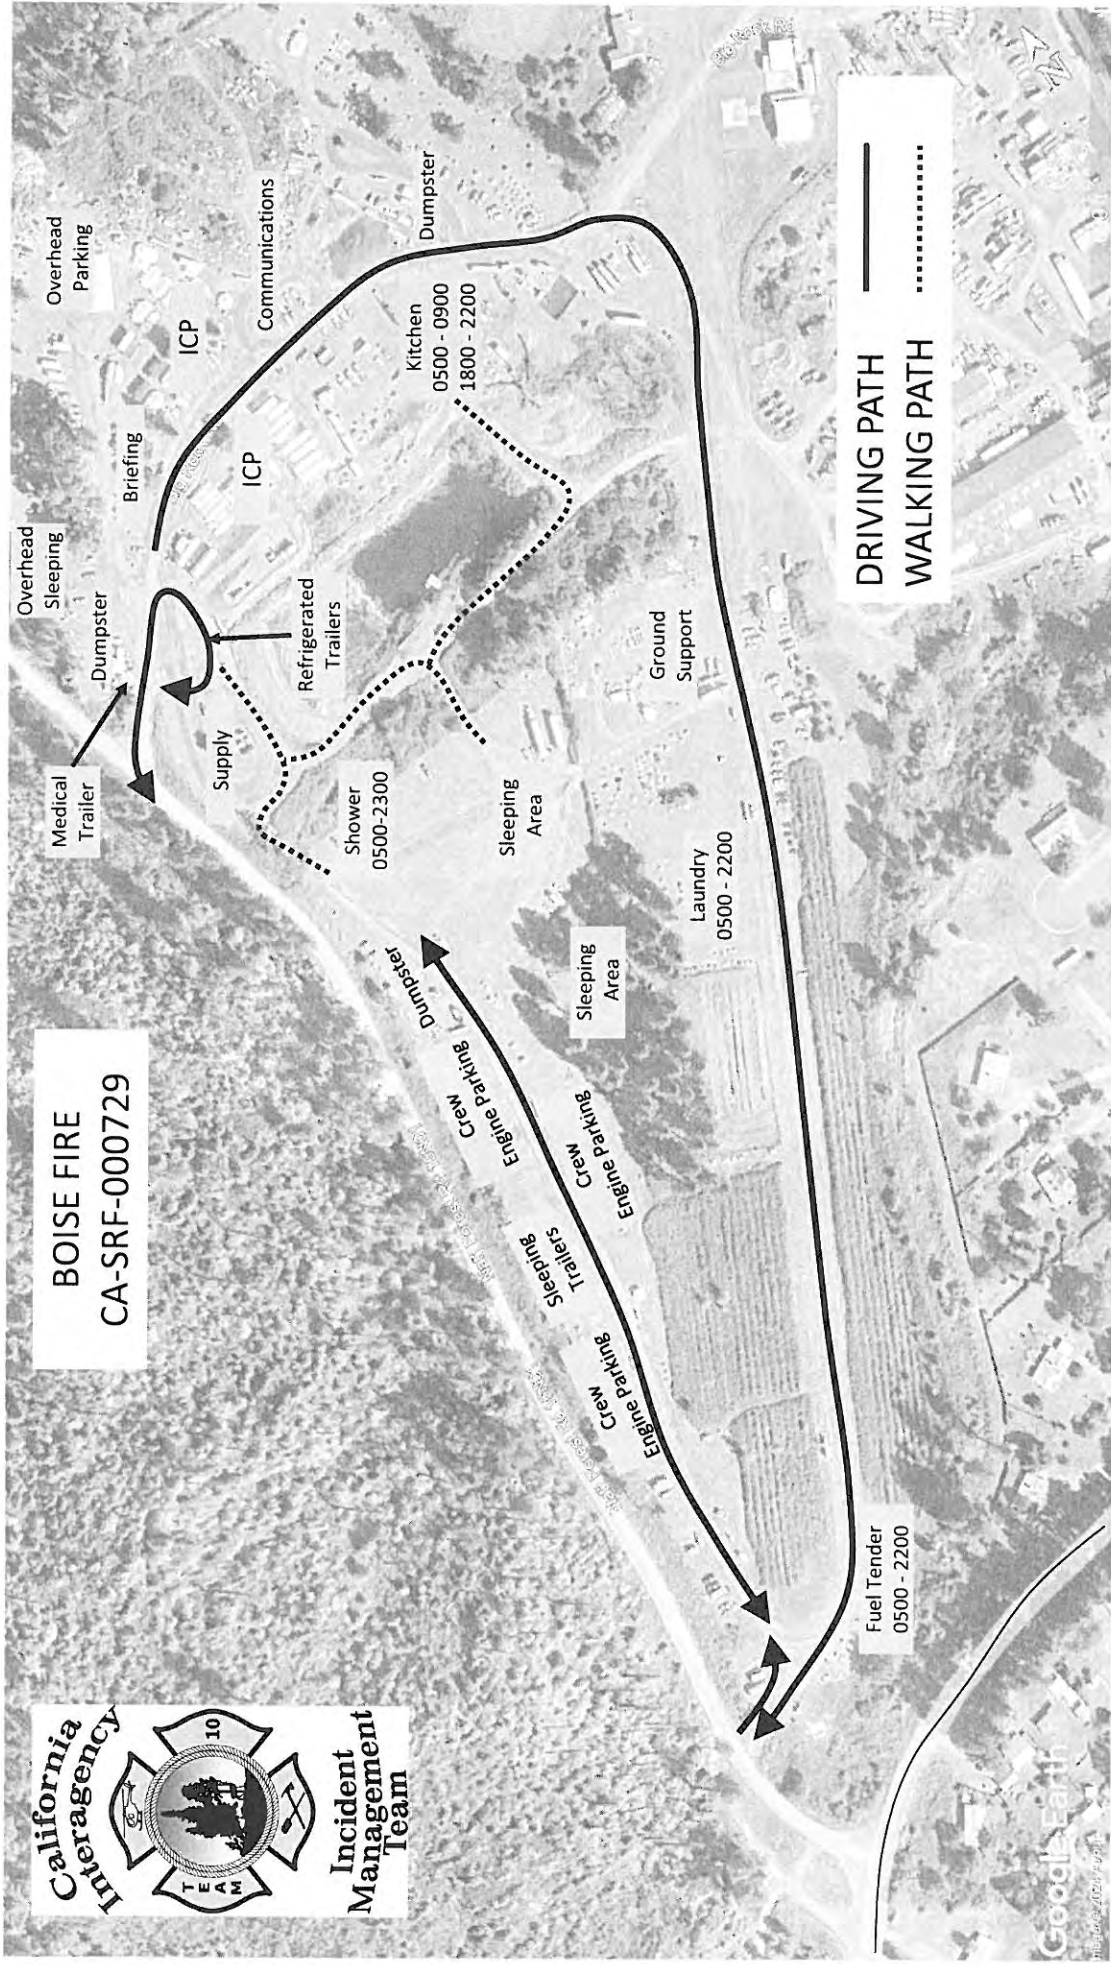 California
Interagency
TEAM
10
Incident
Management
Team
BOISE FIRE
CA-SRF-000729
Medical
Trailer
Dumpster
Overhead
Sleeping
Briefing
Overhead
Parking
ICP
Communications
ICP
Dumpster
Supply
Refrigerated
Trailers
Kitchen
0500 - 0900
1800 - 2200
Shower
0500-2300
Sleeping
Area
Ground
Support
Dumpster
Crew
Engine Parking
Sleeping
Area
Laundry
0500 - 2200
Crew
Engine Parking
Sleeping
Trailers
Crew
Engine Parking
Fuel Tender
0500 - 2200
DRIVING PATH
WALKING PATH
Big Rock Rd
N
Google Earth